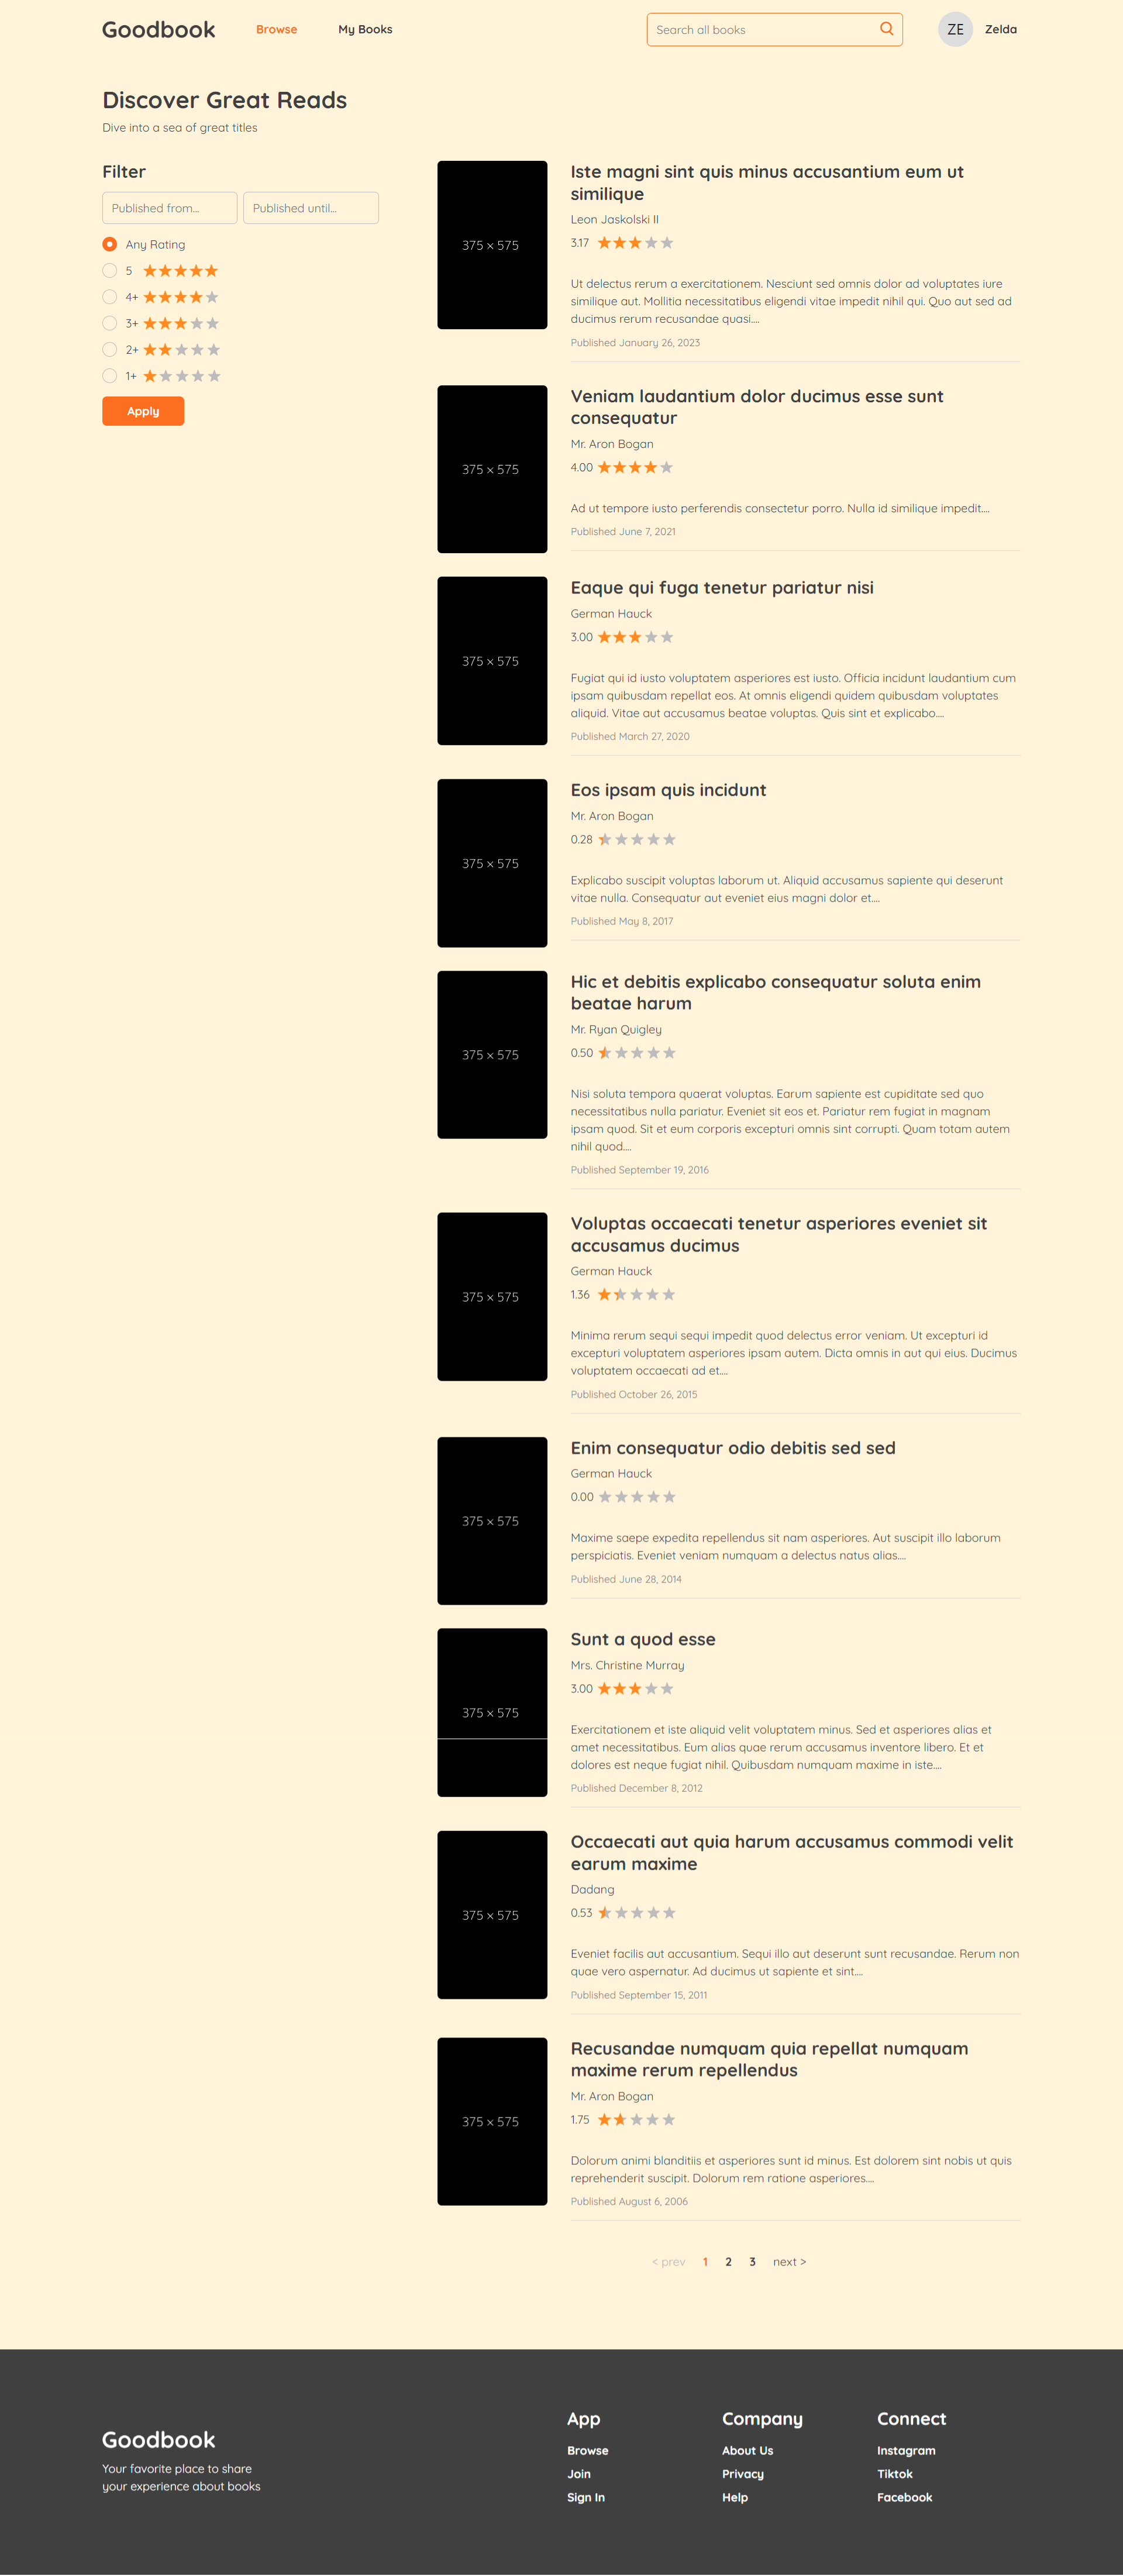 Goodbook
Browse
My Books
Search all books
ZE
Zelda
Discover Great Reads
Dive into a sea of great titles
Filter
Published from...
Published until...
Any Rating
5
4+
3+
2+
1+
Apply
375 × 575
Iste magni sint quis minus accusantium eum ut
similique
Leon Jaskolski II
3.17
Ut delectus rerum a exercitationem. Nesciunt sed omnis dolor ad voluptates iure
similique aut. Mollitia necessitatibus eligendi vitae impedit nihil qui. Quo aut sed ad
ducimus rerum recusandae quasi....
Published January 26, 2023
375 × 575
Veniam laudantium dolor ducimus esse sunt
consequatur
Mr. Aron Bogan
4.00
Ad ut tempore iusto perferendis consectetur porro. Nulla id similique impedit....
Published June 7, 2021
375 × 575
Eaque qui fuga tenetur pariatur nisi
German Hauck
3.00
Fugiat qui id iusto voluptatem asperiores est iusto. Officia incidunt laudantium cum
ipsam quibusdam repellat eos. At omnis eligendi quidem quibusdam voluptates
aliquid. Vitae aut accusamus beatae voluptas. Quis sint et explicabo....
Published March 27, 2020
375 × 575
Eos ipsam quis incidunt
Mr. Aron Bogan
0.28
Explicabo suscipit voluptas laborum ut. Aliquid accusamus sapiente qui deserunt
vitae nulla. Consequatur aut eveniet eius magni dolor et....
Published May 8, 2017
375 × 575
Hic et debitis explicabo consequatur soluta enim
beatae harum
Mr. Ryan Quigley
0.50
Nisi soluta tempora quaerat voluptas. Earum sapiente est cupiditate sed quo
necessitatibus nulla pariatur. Eveniet sit eos et. Pariatur rem fugiat in magnam
ipsam quod. Sit et eum corporis excepturi omnis sint corrupti. Quam totam autem
nihil quod....
Published September 19, 2016
375 × 575
Voluptas occaecati tenetur asperiores eveniet sit
accusamus ducimus
German Hauck
1.36
Minima rerum sequi sequi impedit quod delectus error veniam. Ut excepturi id
excepturi voluptatem asperiores ipsam autem. Dicta omnis in aut qui eius. Ducimus
voluptatem occaecati ad et....
Published October 26, 2015
375 × 575
Enim consequatur odio debitis sed sed
German Hauck
0.00
Maxime saepe expedita repellendus sit nam asperiores. Aut suscipit illo laborum
perspiciatis. Eveniet veniam numquam a delectus natus alias....
Published June 28, 2014
375 × 575
Sunt a quod esse
Mrs. Christine Murray
3.00
Exercitationem et iste aliquid velit voluptatem minus. Sed et asperiores alias et
amet necessitatibus. Eum alias quae rerum accusamus inventore libero. Et et
dolores est neque fugiat nihil. Quibusdam numquam maxime in iste....
Published December 8, 2012
375 × 575
Occaecati aut quia harum accusamus commodi velit
earum maxime
Dadang
0.53
Eveniet facilis aut accusantium. Sequi illo aut deserunt sunt recusandae. Rerum non
quae vero aspernatur. Ad ducimus ut sapiente et sint....
Published September 15, 2011
375 × 575
Recusandae numquam quia repellat numquam
maxime rerum repellendus
Mr. Aron Bogan
1.75
Dolorum animi blanditiis et asperiores sunt id minus. Est dolorem sint nobis ut quis
reprehenderit suscipit. Dolorum rem ratione asperiores....
Published August 6, 2006
< prev 1 2 3 next >
Goodbook
Your favorite place to share
your experience about books
App
Browse
Join
Sign In
Company
About Us
Privacy
Help
Connect
Instagram
Tiktok
Facebook